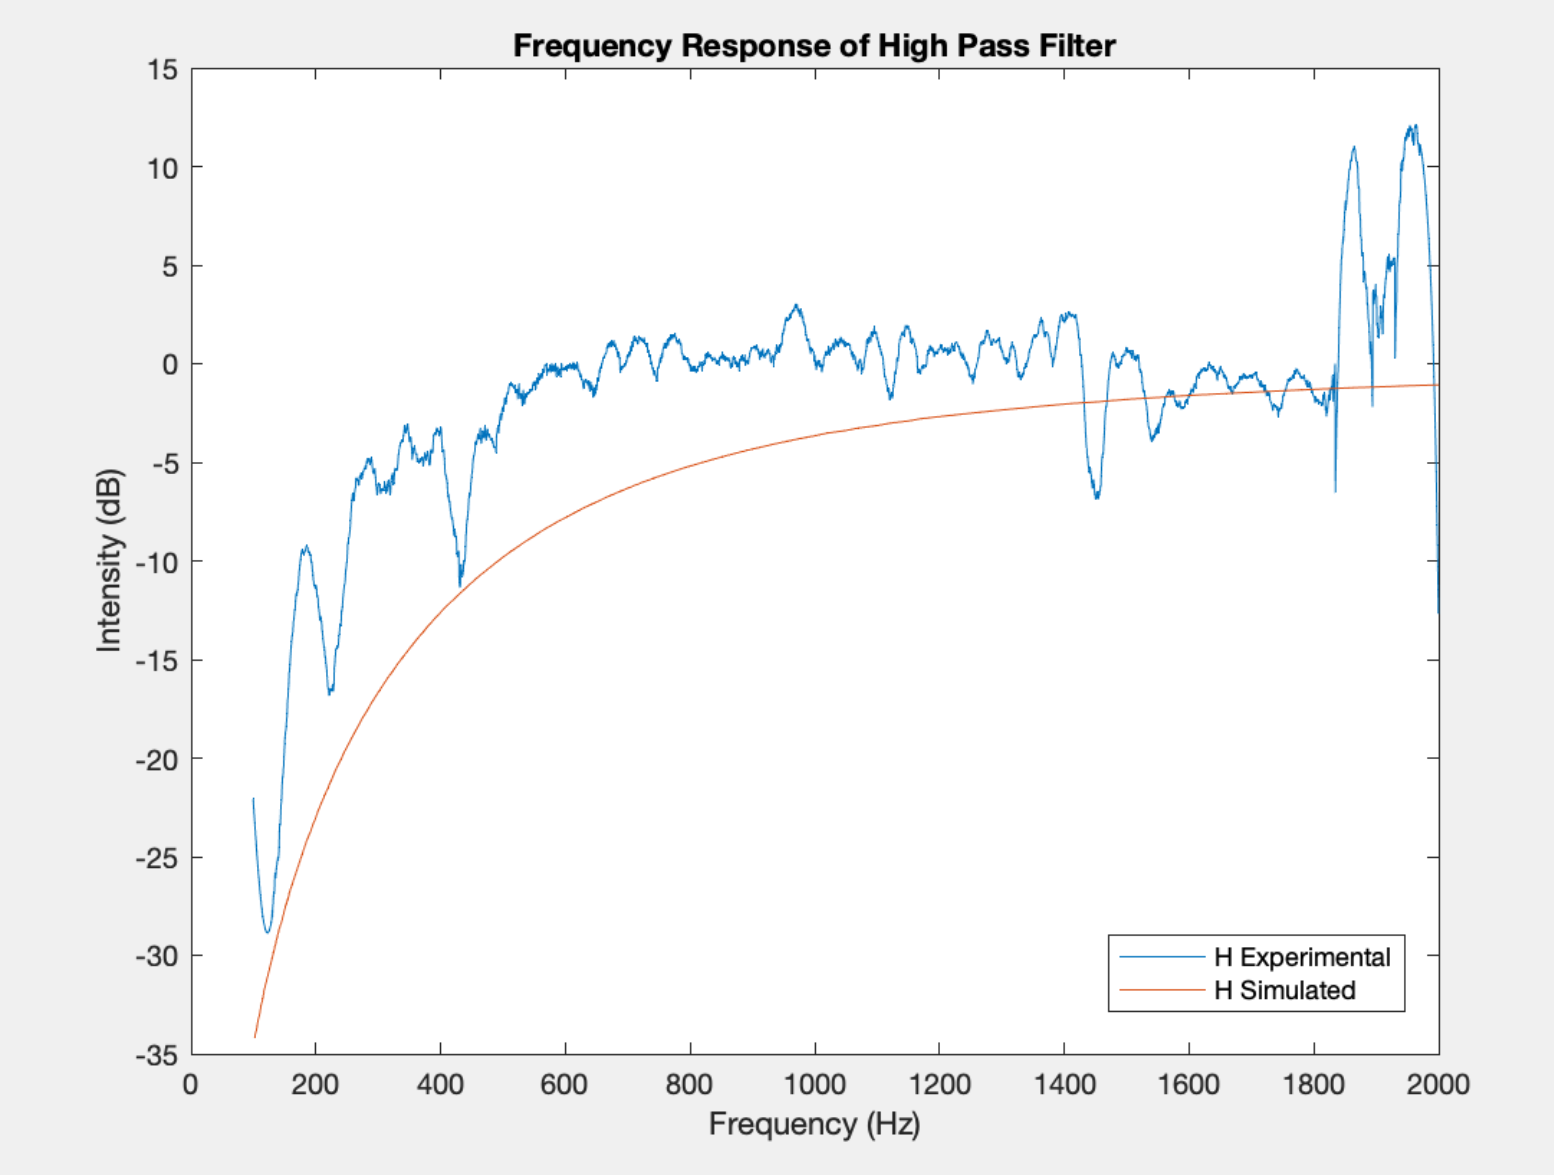 Frequency Response of High Pass Filter
15
10
5
0
-5
-10
-15
-20
-25
-30
-35
Intensity (dB)
H Experimental
H Simulated
0 200 400 600 800 1000 1200 1400 1600 1800 2000
Frequency (Hz)